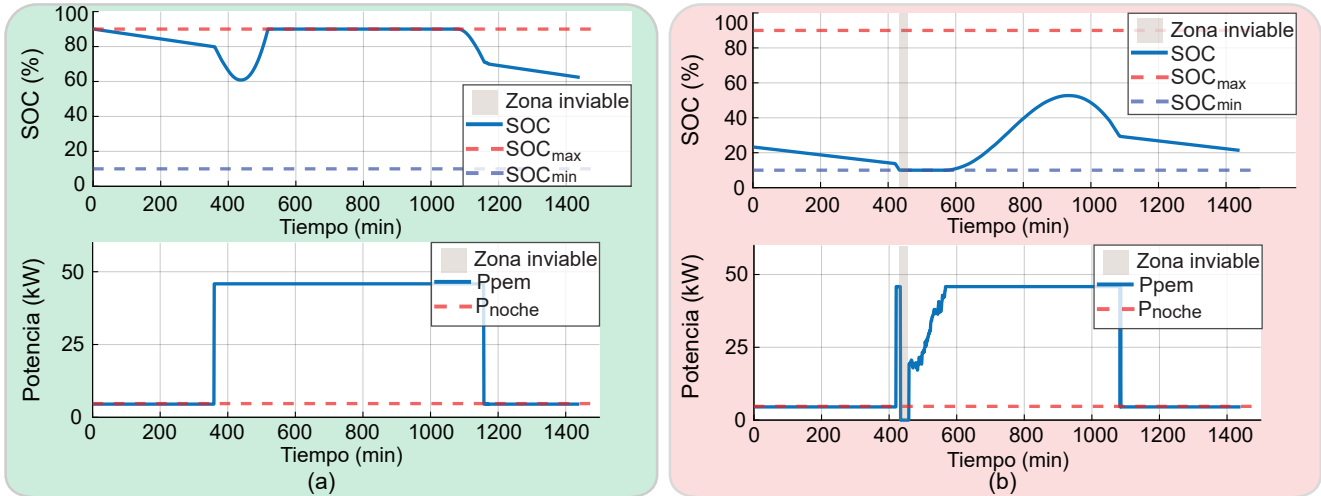 SOC (%)
100
80
60
40
20
0
Zona inviable
SOC
SOCmax
SOCmin
0 200 400 600 800 1000 1200 1400
Tiempo (min)
Potencia (kW)
50
25
0
Zona inviable
Ppem
Pnoche
0 200 400 600 800 1000 1200 1400
Tiempo (min)
(a)
SOC (%)
100
80
60
40
20
0
Zona inviable
SOC
SOCmax
SOCmin
0 200 400 600 800 1000 1200 1400
Tiempo (min)
Potencia (kW)
50
25
0
Zona inviable
Ppem
Pnoche
0 200 400 600 800 1000 1200 1400
Tiempo (min)
(b)